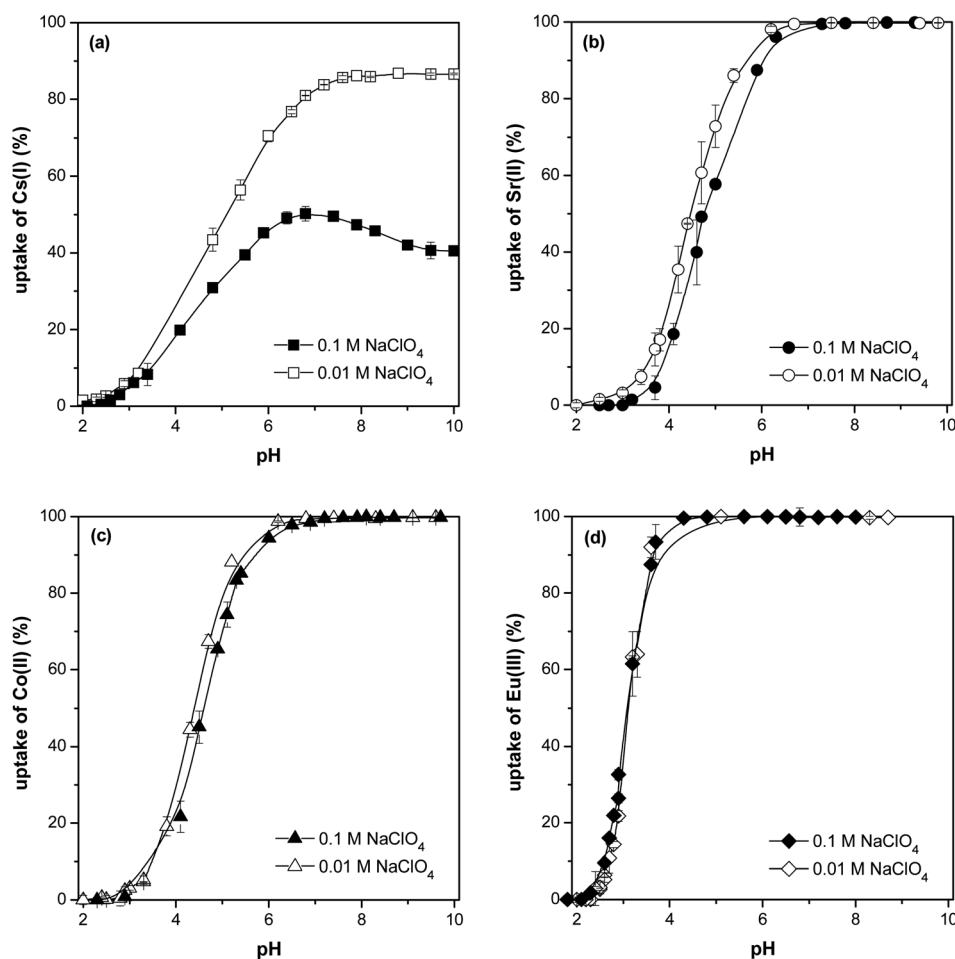 (a)
uptake of Cs(I) (%)
100
80
60
40
20
0
0.1 M NaClO4
0.01 M NaClO4
2 4 6 8 10
pH
(b)
uptake of Sr(II) (%)
100
80
60
40
20
0
0.1 M NaClO4
0.01 M NaClO4
2 4 6 8 10
pH
(c)
uptake of Co(II) (%)
100
80
60
40
20
0
0.1 M NaClO4
0.01 M NaClO4
2 4 6 8 10
pH
(d)
uptake of Eu(III) (%)
100
80
60
40
20
0
0.1 M NaClO4
0.01 M NaClO4
2 4 6 8 10
pH